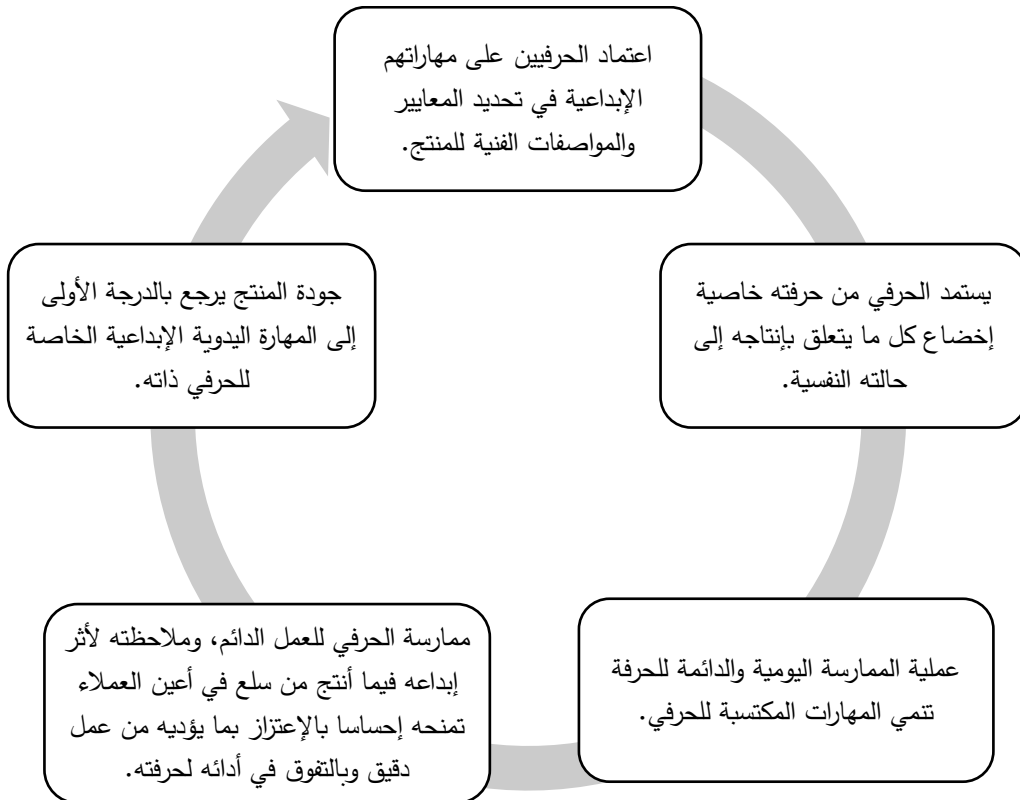 اعتماد الحرفيين على مهاراتهم
الإبداعية في تحديد المعايير
والمواصفات الفنية للمنتج.
يستمد الحرفي من حرفته خاصية
إخضاع كل ما يتعلق بإنتاجه إلى
حالته النفسية.
عملية الممارسة اليومية والدائمة للحرفة
تنمي المهارات المكتسبة للحرفي.
ممارسة الحرفي للعمل الدائم، وملاحظته لأثر
إبداعه فيما أنتج من سلع في أعين العملاء
تمنحه إحساسا بالإعتزاز بما يؤديه من عمل
دقيق وبالتفوق في أدائه لحرفته.
جودة المنتج يرجع بالدرجة الأولى
إلى المهارة اليدوية الإبداعية الخاصة
للحرفي ذاته.